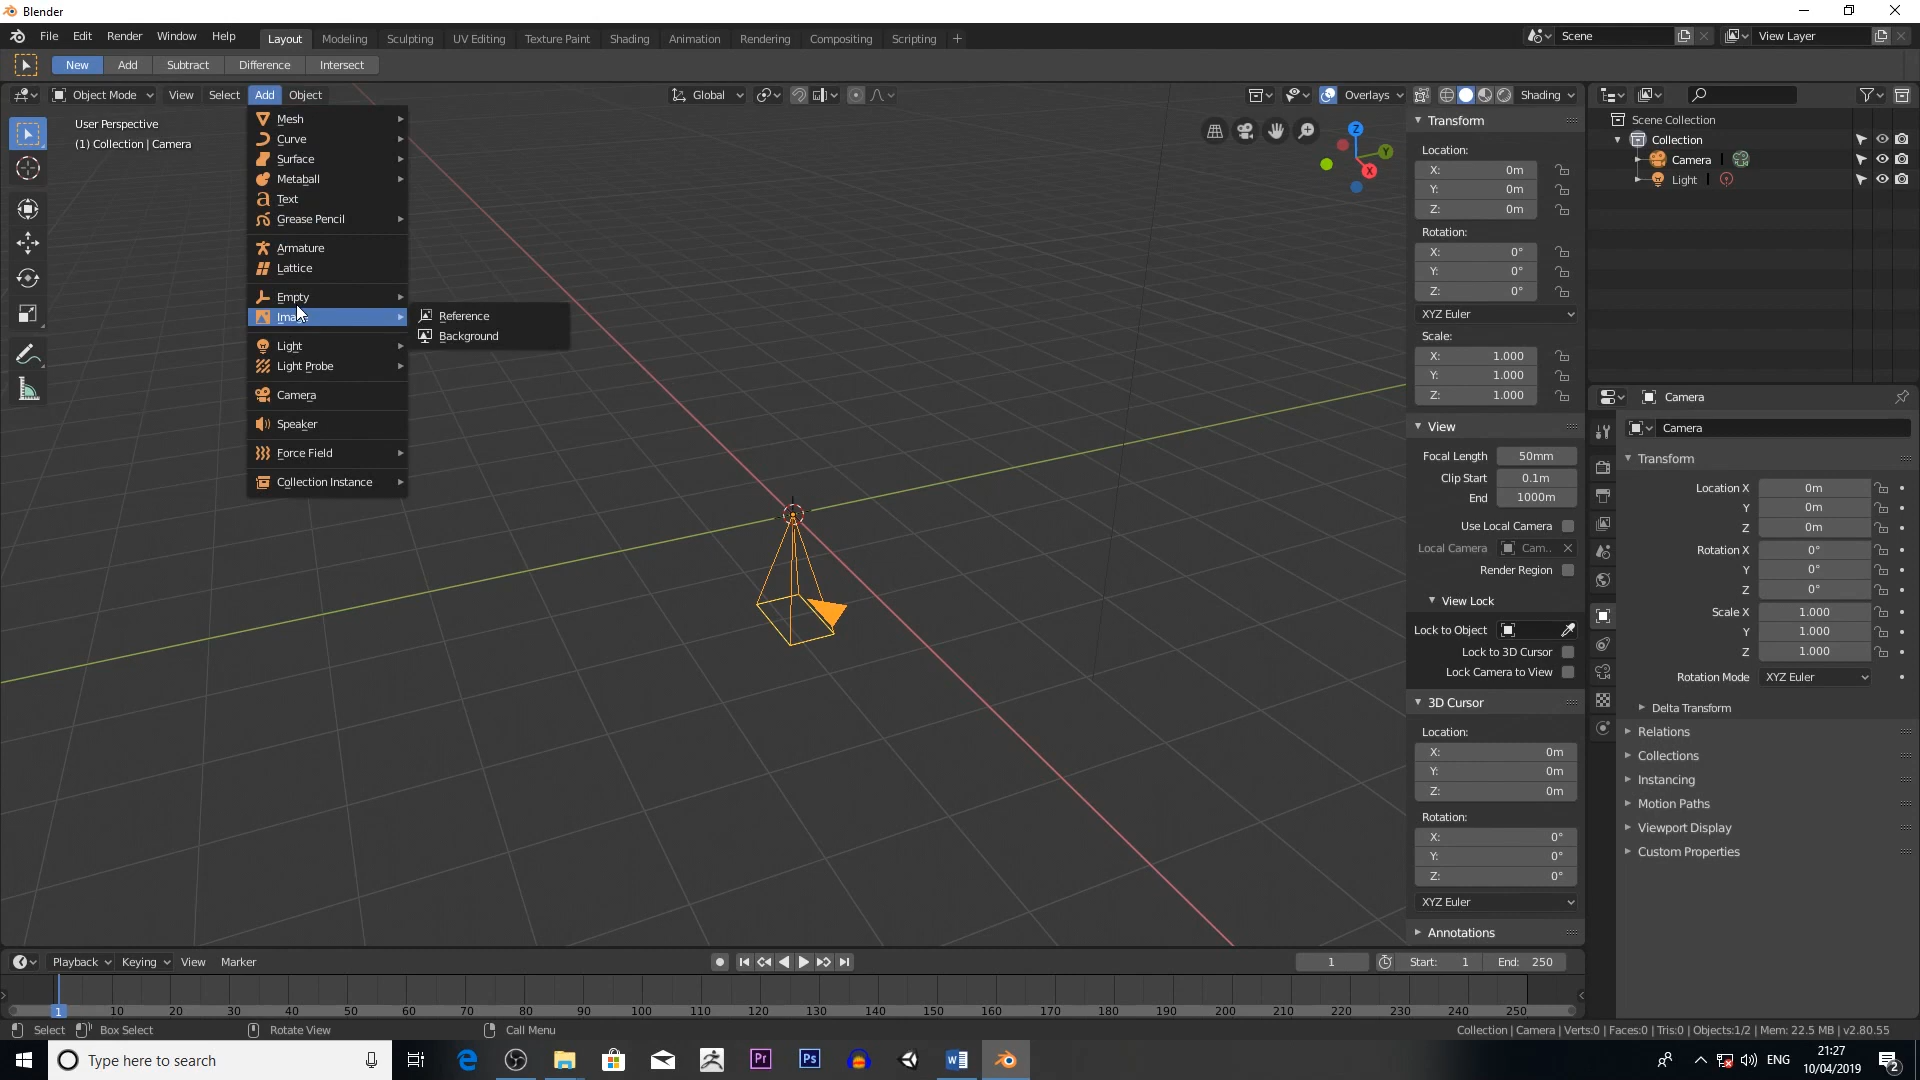 Blender
File Edit Render Window Help
Layout Modeling Sculpting UV Editing Texture Paint Shading Animation Rendering Compositing Scripting +
Scene
View Layer
New Add Subtract Difference Intersect
Object Mode View Select Add Object
Global
Overlays
Shading
User Perspective
(1) Collection | Camera
Mesh
Curve
Surface
Metaball
Text
Grease Pencil
Armature
Lattice
Empty
Reference
Background
Light
Light Probe
Camera
Speaker
Force Field
Collection Instance
Z
Y
X
Transform
Location:
X: 0m
Y: 0m
Z: 0m
Rotation:
X: 0°
Y: 0°
Z: 0°
XYZ Euler
Scale:
X: 1.000
Y: 1.000
Z: 1.000
View
Focal Length 50mm
Clip Start 0.1m
End 1000m
Use Local Camera
Local Camera Cam..
Render Region
View Lock
Lock to Object
Lock to 3D Cursor
Lock Camera to View
3D Cursor
Location:
X: 0m
Y: 0m
Z: 0m
Rotation:
X: 0°
Y: 0°
Z: 0°
XYZ Euler
Annotations
Scene Collection
Collection
Camera
Light
Camera
Camera
Transform
Location X 0m
Y 0m
Z 0m
Rotation X 0°
Y 0°
Z 0°
Scale X 1.000
Y 1.000
Z 1.000
Rotation Mode XYZ Euler
Delta Transform
Relations
Collections
Instancing
Motion Paths
Viewport Display
Custom Properties
Playback Keying View Marker
1
Start: 1
End: 250
1 10 20 30 40 50 60 70 80 90 100 110 120 130 140 150 160 170 180 190 200 210 220 230 240 250
Select Box Select Rotate View Call Menu
Collection | Camera | Verts:0 | Faces:0 | Tris:0 | Objects:1/2 | Mem: 22.5 MB | v2.80.55
Type here to search
Pr
Ps
ENG
21:27
10/04/2019
2